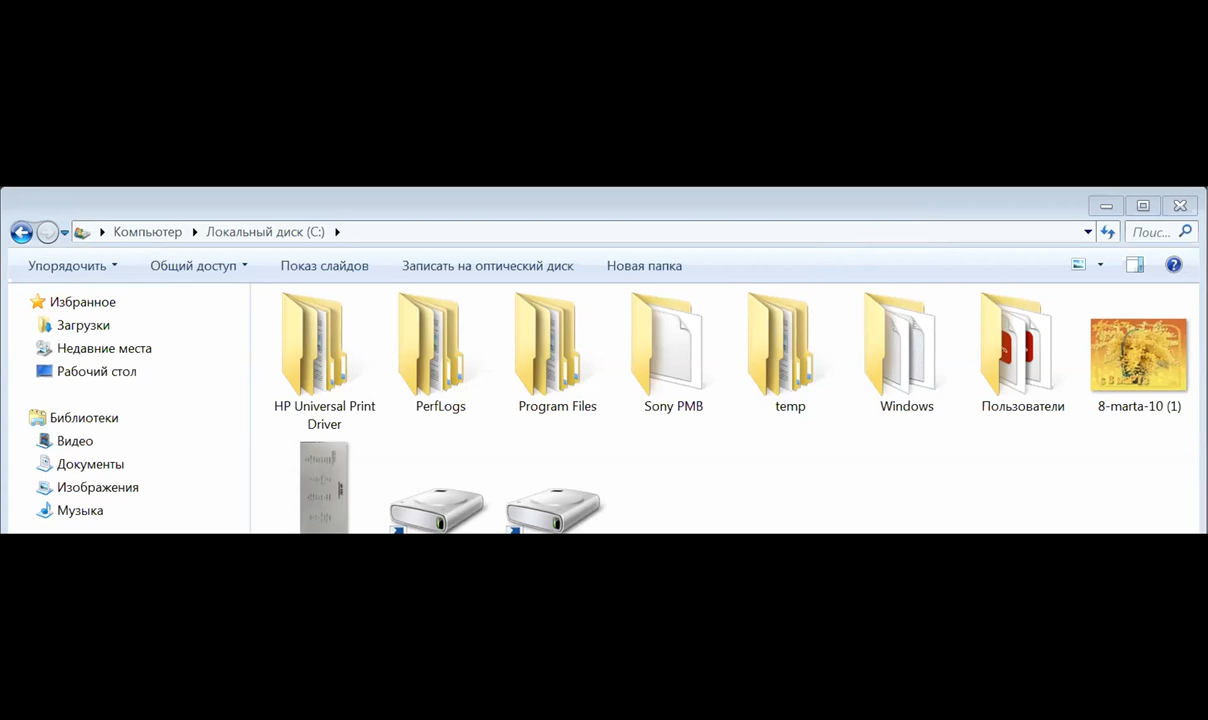 Компьютер Локальный диск (C:) Поиск...
Упорядочить Общий доступ Показ слайдов Записать на оптический диск Новая папка
Избранное
Загрузки
Недавние места
Рабочий стол
Библиотеки
Видео
Документы
Изображения
Музыка
HP Universal Print
Driver
PerfLogs
Program Files
Sony PMB
temp
Windows
Пользователи
8-marta-10 (1)